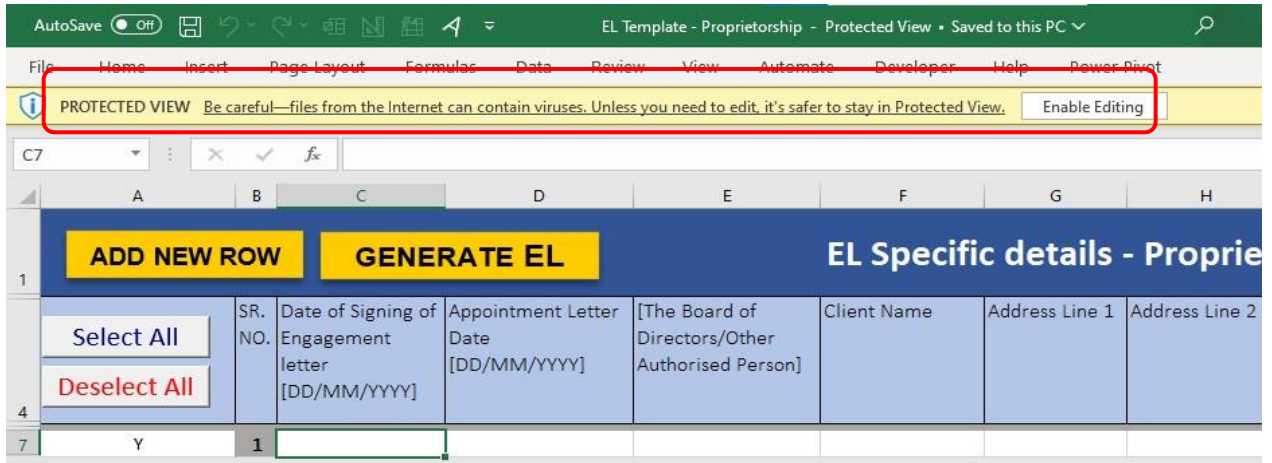 AutoSave Off EL Template - Proprietorship - Protected View • Saved to this PC
File Home Insert Page Layout Formulas Data Review View Automate Developer Help Power Pivot
PROTECTED VIEW Be careful—files from the Internet can contain viruses. Unless you need to edit, it's safer to stay in Protected View. Enable Editing
C7 fx
A B C D E F G H
1 ADD NEW ROW GENERATE EL EL Specific details - Proprie
Select All
Deselect All
SR.
NO.
Date of Signing of
Engagement
letter
[DD/MM/YYYY]
Appointment Letter
Date
[DD/MM/YYYY]
[The Board of
Directors/Other
Authorised Person]
Client Name
Address Line 1
Address Line 2
4
7 Y 1